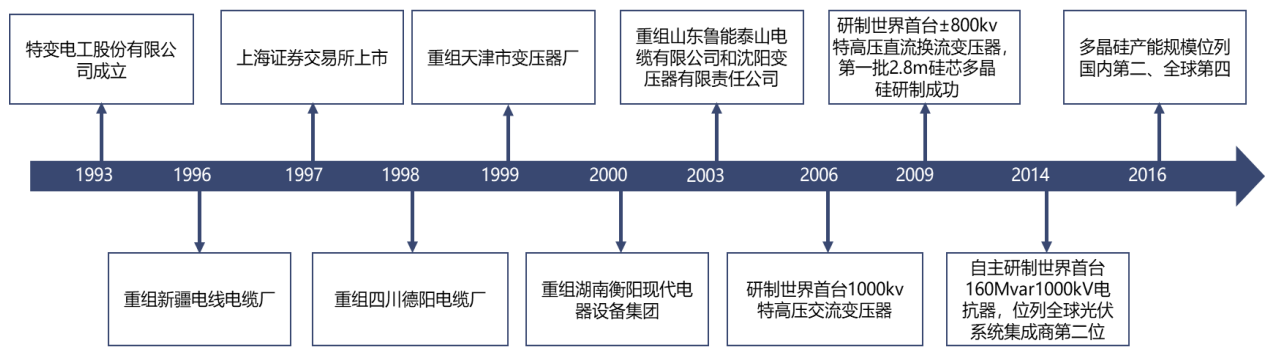 特变电工股份有限公
司成立
上海证券交易所上市
重组天津市变压器厂
重组山东鲁能泰山电
缆有限公司和沈阳变
压器有限责任公司
研制世界首台±800kv
特高压直流换流变压器，
第一批2.8m硅芯多晶
硅研制成功
多晶硅产能规模位列
国内第二、全球第四
1993
1996
1997
1998
1999
2000
2003
2006
2009
2014
2016
重组新疆电线电缆厂
重组四川德阳电缆厂
重组湖南衡阳现代电
器设备集团
研制世界首台1000kv
特高压交流变压器
自主研制世界首台
160Mvar1000kV电
抗器，位列全球光伏
系统集成商第二位